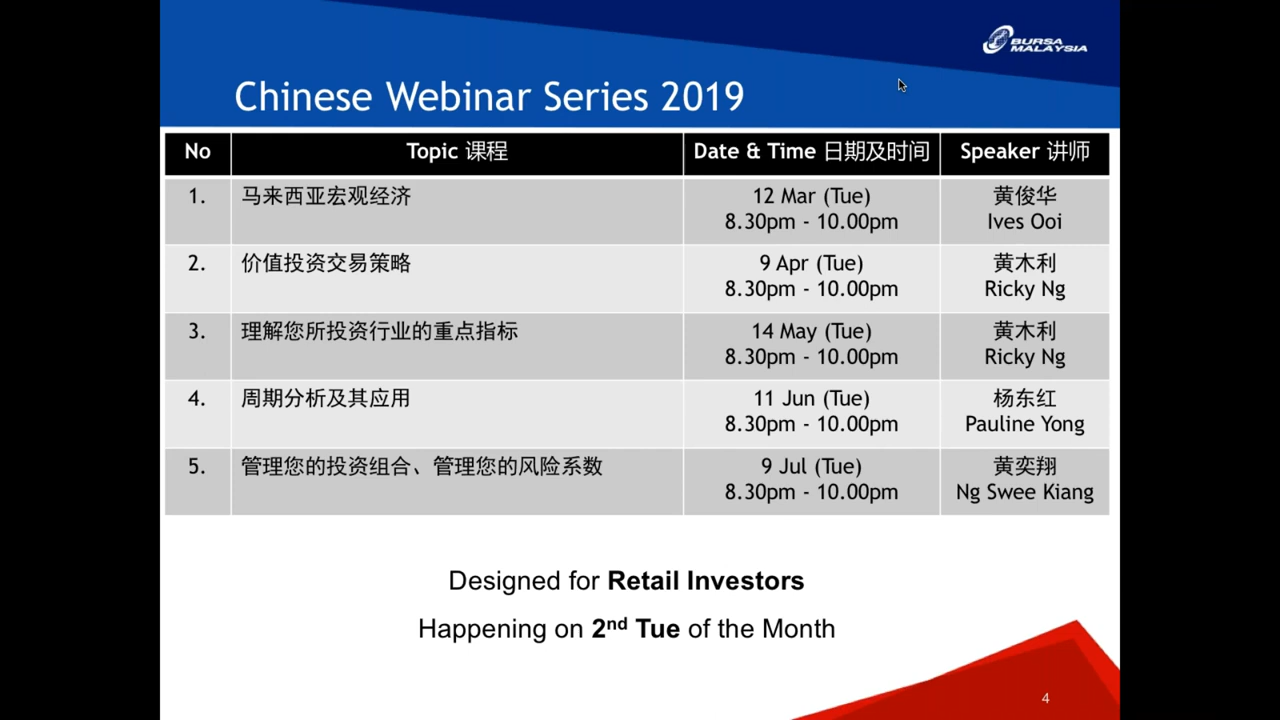 BURSA
MALAYSIA
Chinese Webinar Series 2019
No
Topic 课程
Date & Time 日期及时间
Speaker 讲师
1.
马来西亚宏观经济
12 Mar (Tue)
8.30pm - 10.00pm
黄俊华
Ives Ooi
2.
价值投资交易策略
9 Apr (Tue)
8.30pm - 10.00pm
黄木利
Ricky Ng
3.
理解您所投资行业的重点指标
14 May (Tue)
8.30pm - 10.00pm
黄木利
Ricky Ng
4.
周期分析及其应用
11 Jun (Tue)
8.30pm - 10.00pm
杨东红
Pauline Yong
5.
管理您的投资组合、管理您的风险系数
9 Jul (Tue)
8.30pm - 10.00pm
黄奕翔
Ng Swee Kiang
Designed for Retail Investors
Happening on 2nd Tue of the Month
4